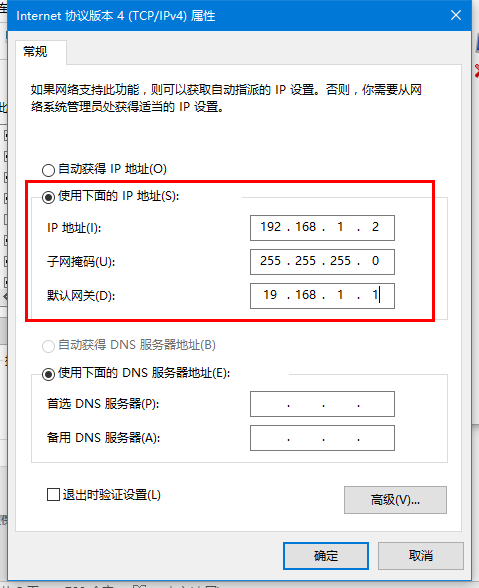 Internet 协议版本 4 (TCP/IPv4) 属性
常规
如果网络支持此功能，则可以获取自动指派的 IP 设置。否则，你需要从网
络系统管理员处获得适当的 IP 设置。
自动获得 IP 地址(O)
使用下面的 IP 地址(S):
IP 地址(I): 192 . 168 . 1 . 2
子网掩码(U): 255 . 255 . 255 . 0
默认网关(D): 19 . 168 . 1 . 1
自动获得 DNS 服务器地址(B)
使用下面的 DNS 服务器地址(E):
首选 DNS 服务器(P): . . .
备用 DNS 服务器(A): . . .
退出时验证设置(L)
高级(V)...
确定 取消